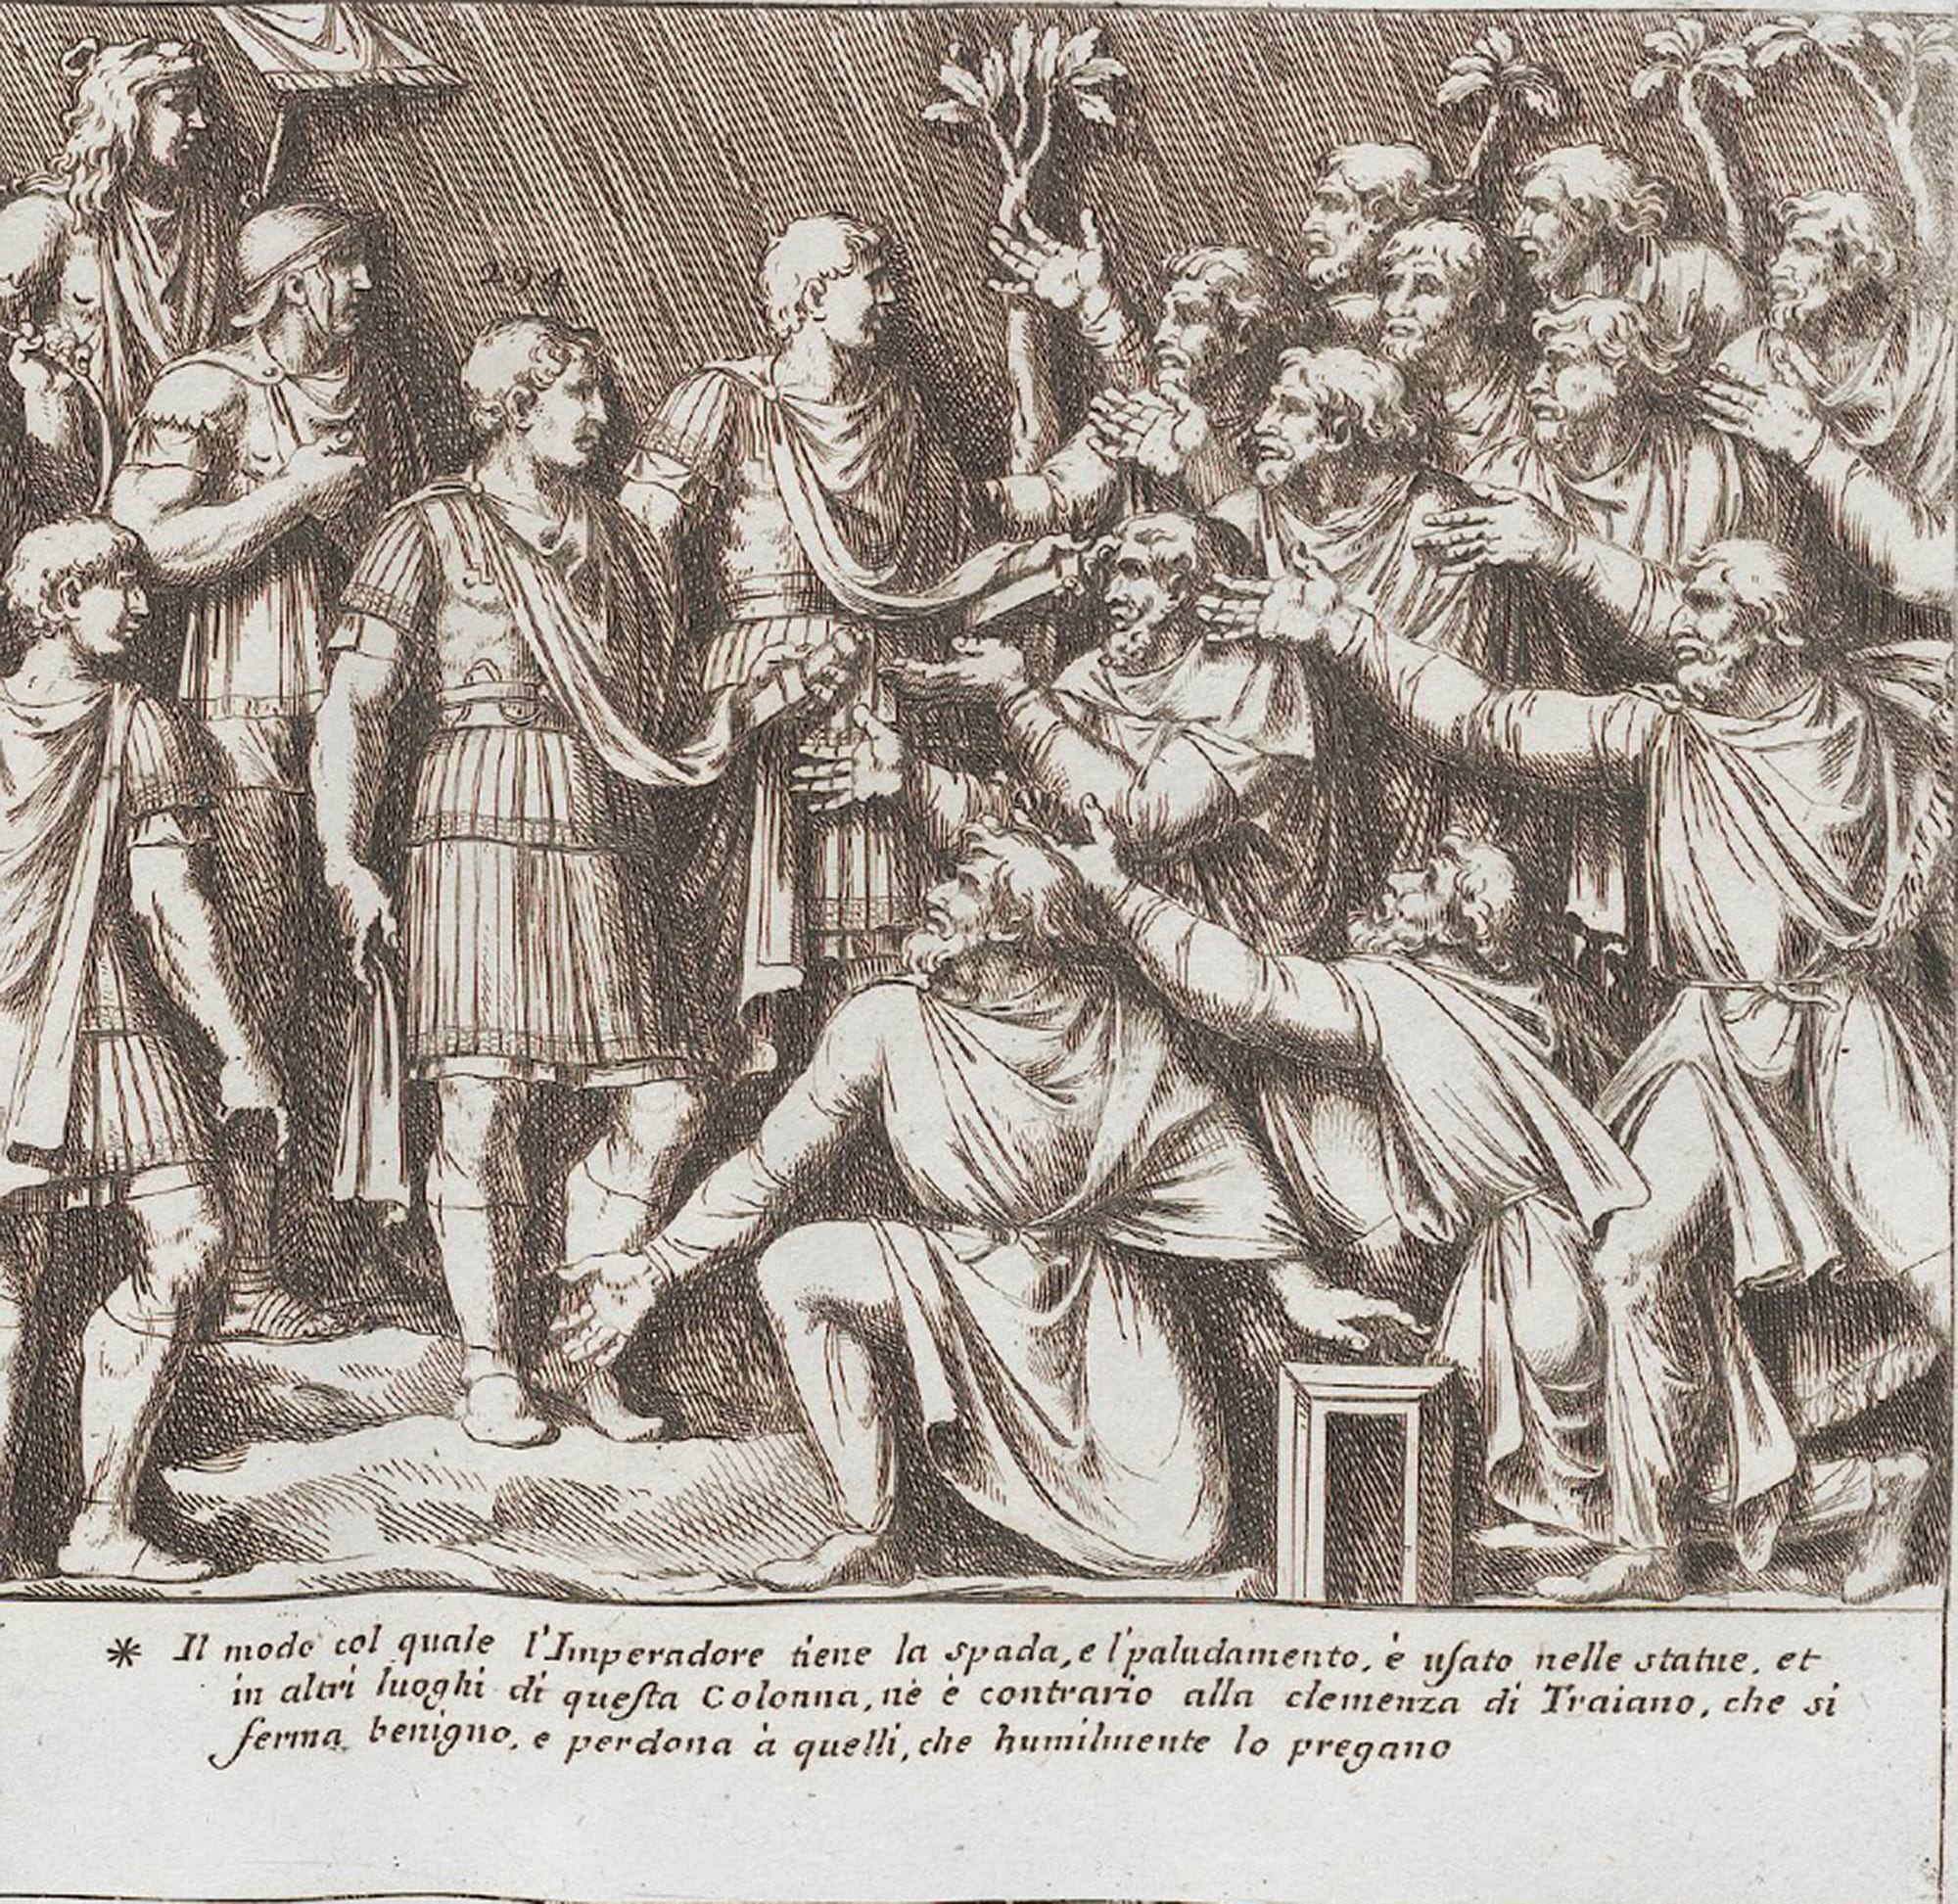 294
* Il modo col quale l'Imperadore tiene la spada, e l'paludamento, è uſato nelle statue, et
in altri luoghi di queſta Colonna, nè è contrario alla clemenza di Traiano, che si
ferma benigno, e perdona à quelli, che humilmente lo pregano